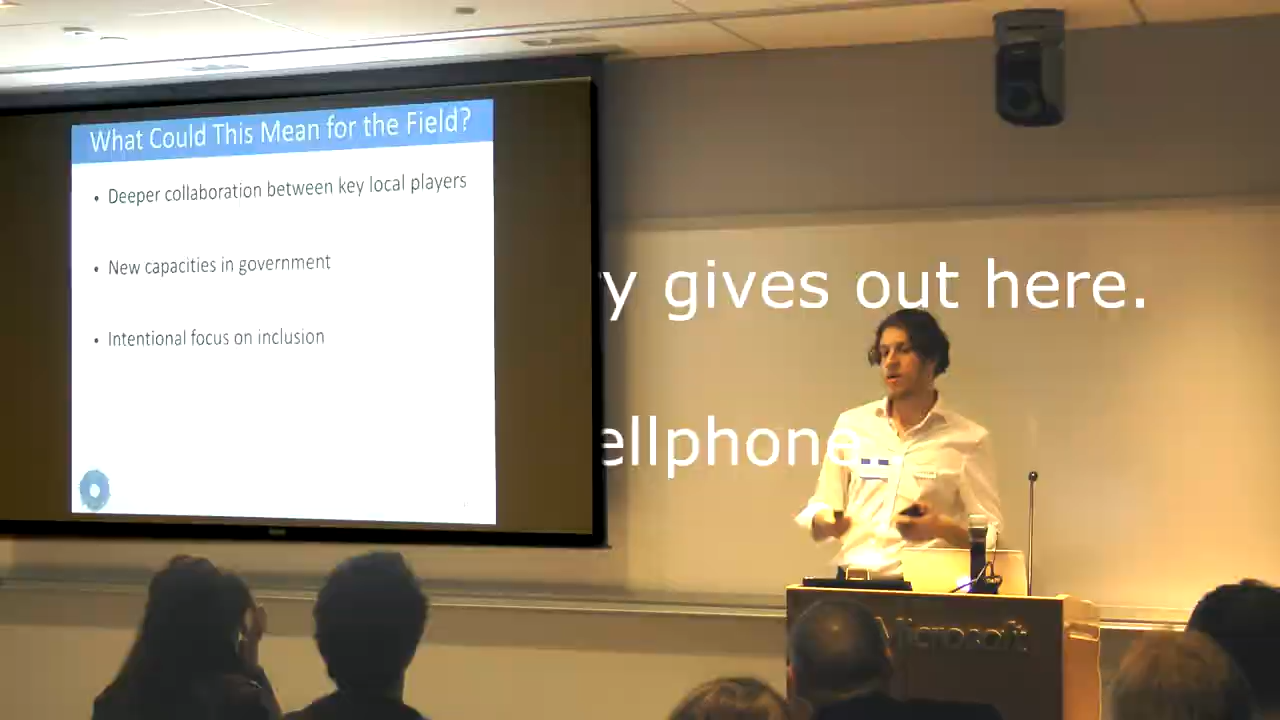 What Could This Mean for the Field?
• Deeper collaboration between key local players
• New capacities in government
• Intentional focus on inclusion
y gives out here.
ellphone..
Microsoft